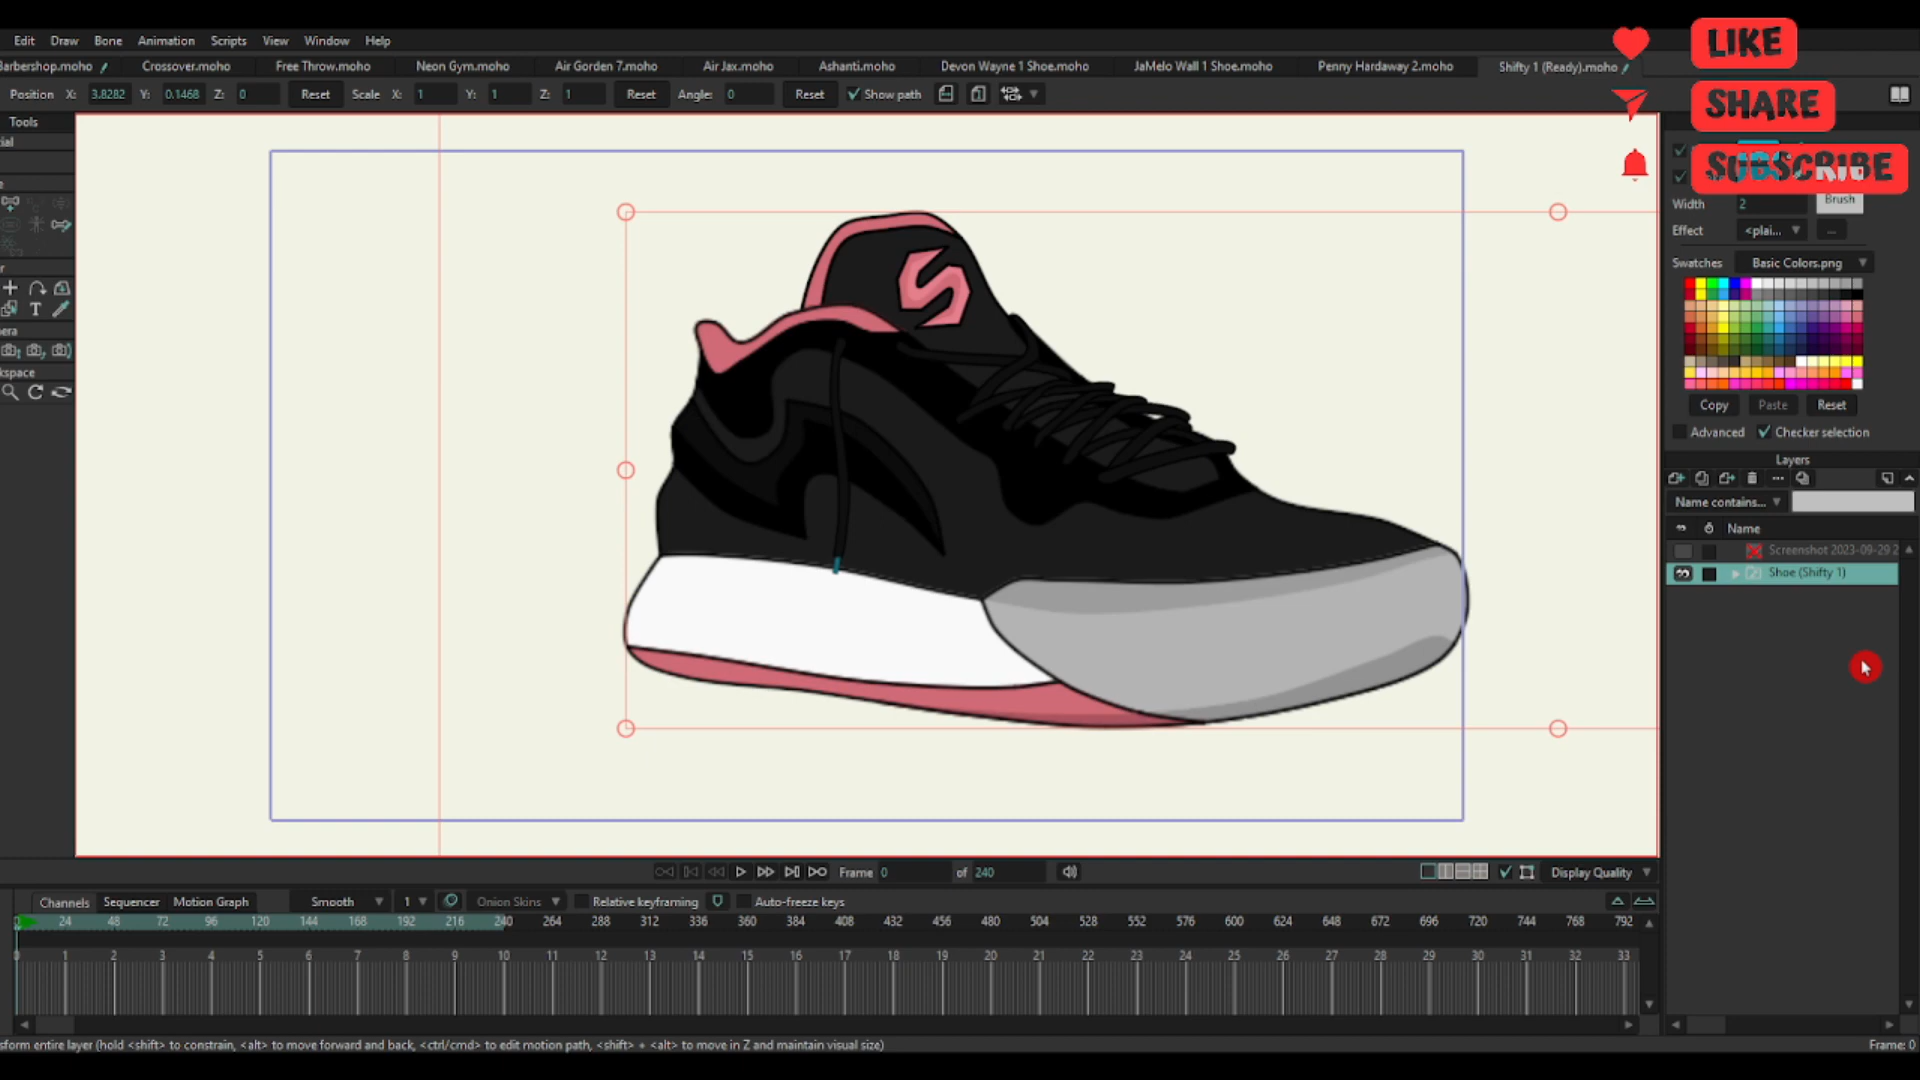 Edit Draw Bone Animation Scripts View Window Help
LIKE
Barbershop.moho Crossover.moho Free Throw.moho Neon Gym.moho Air Gorden 7.moho Air Jax.moho Ashanti.moho Devon Wayne 1 Shoe.moho JaMelo Wall 1 Shoe.moho Penny Hardaway 2.moho Shifty 1 (Ready).moho
Position X: 3.8282 Y: 0.1468 Z: 0 Reset Scale X: 1 Y: 1 Z: 1 Reset Angle: 0 Reset Show path
SHARE
Tools
ial
SUBSCRIBE
Width 2 Brush
Effect <plai... ...
Swatches Basic Colors.png
S
T
era
kspace
Copy Paste Reset
Advanced Checker selection
Layers
Name contains...
Name
Screenshot 2023-09-29 2
Shoe (Shifty 1)
Frame 0 of 240 Display Quality
Channels Sequencer Motion Graph Smooth 1 Onion Skins Relative keyframing Auto-freeze keys
0 24 48 72 96 120 144 168 192 216 240 264 288 312 336 360 384 408 432 456 480 504 528 552 576 600 624 648 672 696 720 744 768 792
0 1 2 3 4 5 6 7 8 9 10 11 12 13 14 15 16 17 18 19 20 21 22 23 24 25 26 27 28 29 30 31 32 33
sform entire layer (hold <shift> to constrain, <alt> to move forward and back, <ctrl/cmd> to edit motion path, <shift> + <alt> to move in Z and maintain visual size) Frame: 0